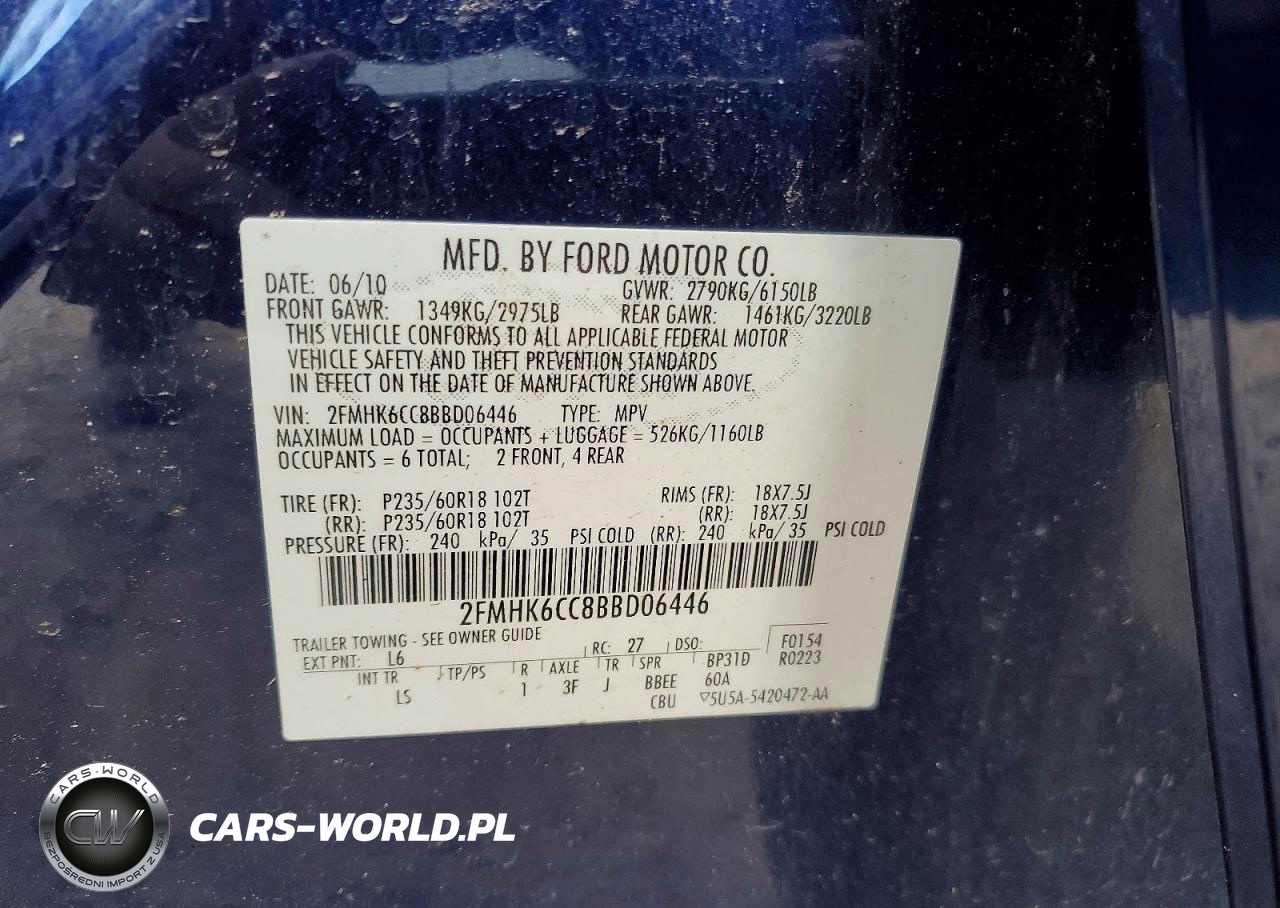 MFD. BY FORD MOTOR CO.
DATE: 06/10 GVWR: 2790KG/6150LB
FRONT GAWR: 1349KG/2975LB REAR GAWR: 1461KG/3220LB
THIS VEHICLE CONFORMS TO ALL APPLICABLE FEDERAL MOTOR
VEHICLE SAFETY AND THEFT PREVENTION STANDARDS
IN EFFECT ON THE DATE OF MANUFACTURE SHOWN ABOVE.
VIN: 2FMHK6CC8BBD06446 TYPE: MPV
MAXIMUM LOAD = OCCUPANTS + LUGGAGE = 526KG/1160LB
OCCUPANTS = 6 TOTAL; 2 FRONT, 4 REAR
TIRE (FR): P235/60R18 102T RIMS (FR): 18X7.5J
(RR): P235/60R18 102T (RR): 18X7.5J
PRESSURE (FR): 240 kPa/ 35 PSI COLD (RR): 240 kPa/ 35 PSI COLD
2FMHK6CC8BBD06446
TRAILER TOWING - SEE OWNER GUIDE RC: 27 DSO: F0154
EXT PNT: L6 R0223
INT TR TP/PS R AXLE TR SPR BP31D
LS 1 3F J BBEE 60A
CBU 5U5A-5420472-AA
CARS-WORLD
CW
BEZPOŚREDNI IMPORT Z USA
CARS-WORLD.PL